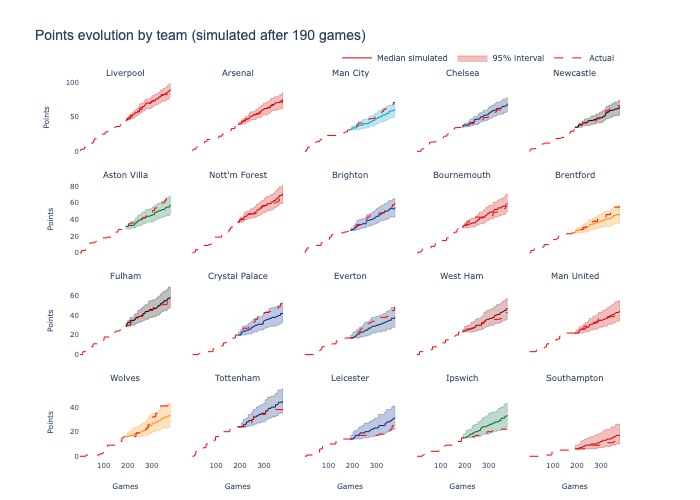 Points evolution by team (simulated after 190 games)
Median simulated 95% interval Actual
Liverpool Arsenal Man City Chelsea Newcastle
100
50
0
Points
Aston Villa Nott'm Forest Brighton Bournemouth Brentford
80
60
40
20
0
Points
Fulham Crystal Palace Everton West Ham Man United
60
40
20
0
Points
Wolves Tottenham Leicester Ipswich Southampton
40
20
0
Points
100 200 300 100 200 300 100 200 300 100 200 300 100 200 300
Games Games Games Games Games